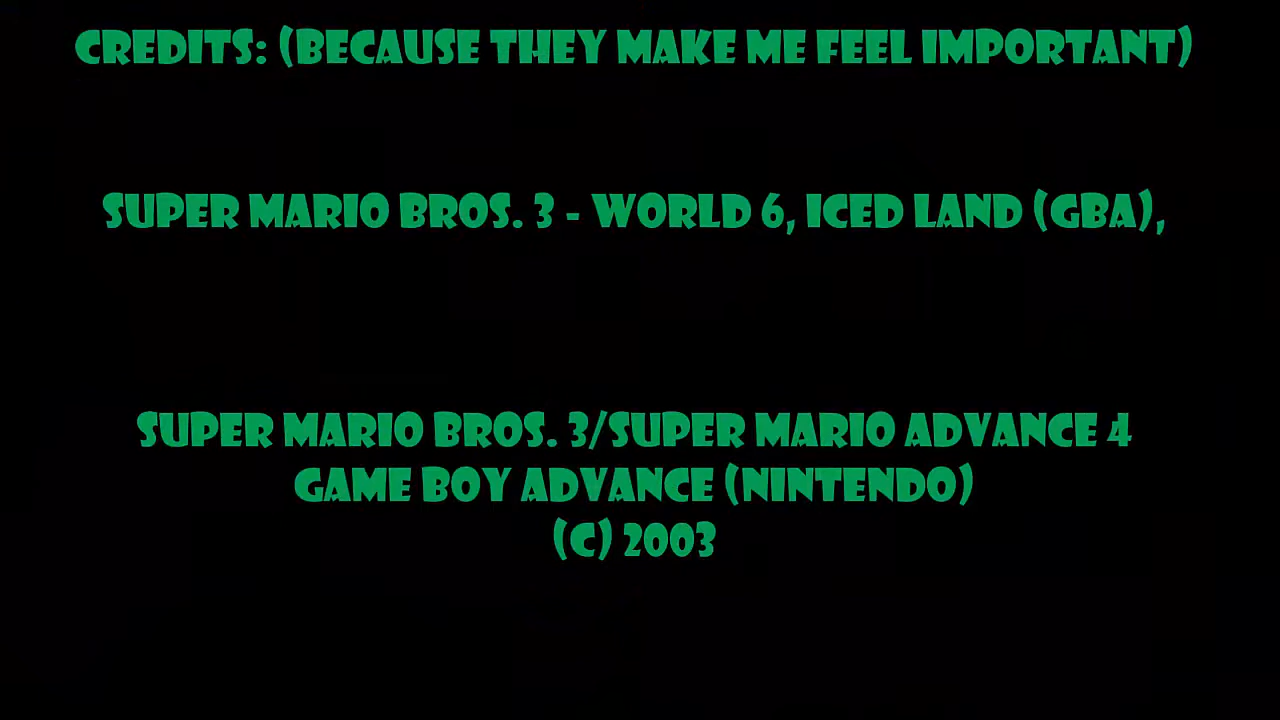 CREDITS: (BECAUSE THEY MAKE ME FEEL IMPORTANT)
SUPER MARIO BROS. 3 - WORLD 6, ICED LAND (GBA),
SUPER MARIO BROS. 3/SUPER MARIO ADVANCE 4
GAME BOY ADVANCE (NINTENDO)
(C) 2003